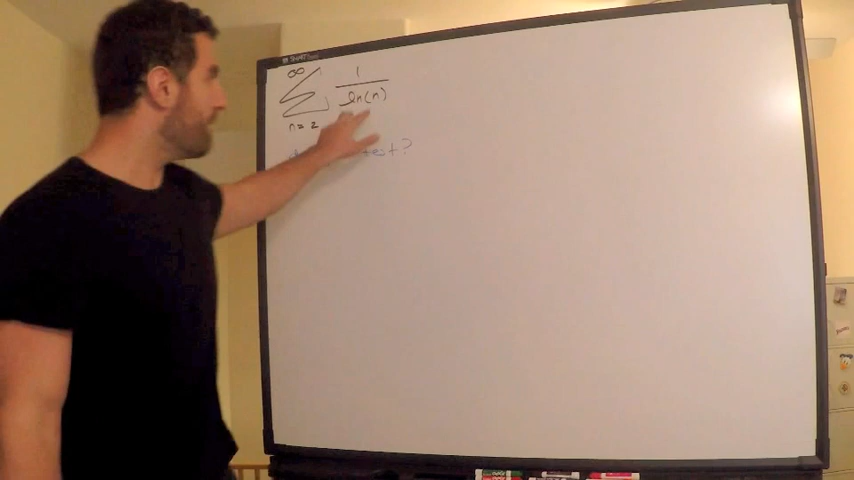 ∞
Σ 1/ln(n)
n=2
test?